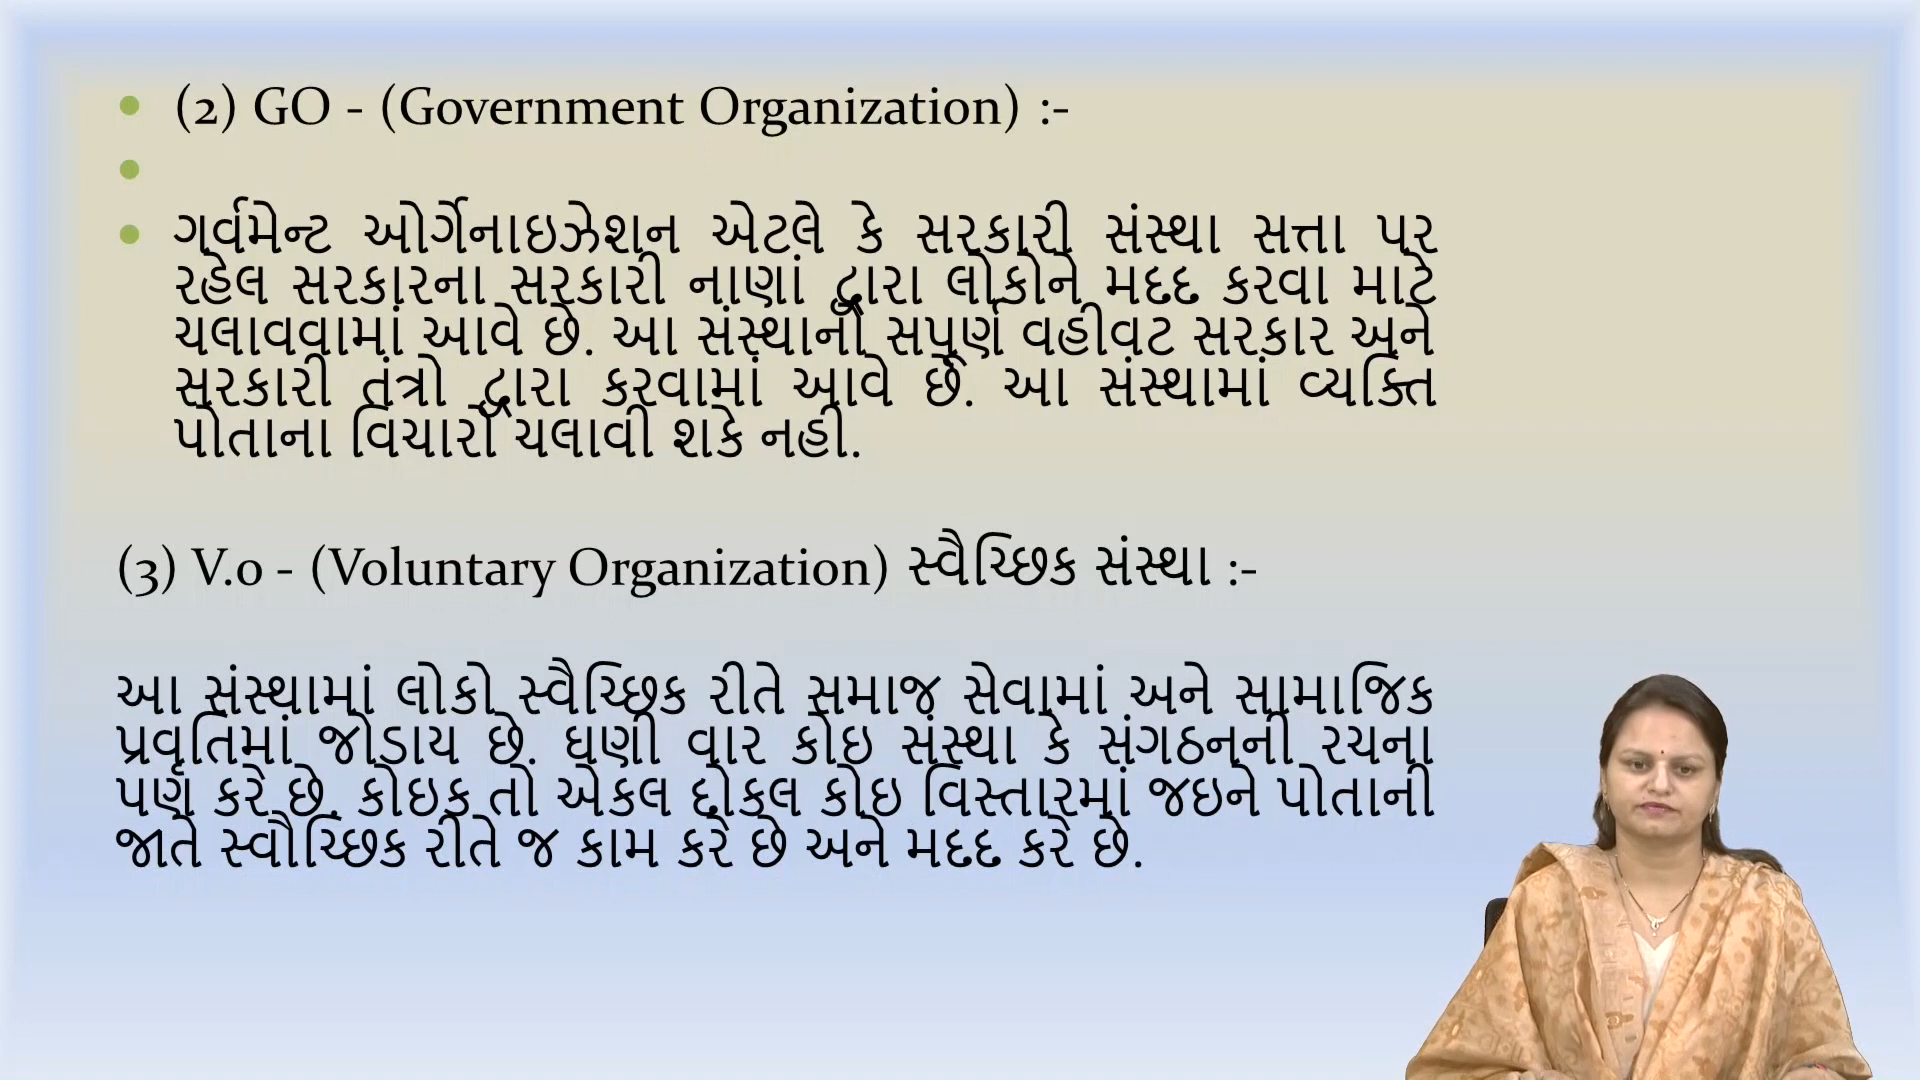 (2) GO - (Government Organization) :-
ગર્વમેન્ટ ઓર્ગેનાઇઝેશન એટલે કે સરકારી સંસ્થા સત્તા પર
રહેલ સરકારના સરકારી નાણાં દ્વારા લોકોને મદદ કરવા માટે
ચલાવવામાં આવે છે. આ સંસ્થાનો સપૂર્ણ વહીવટ સરકાર અને
સરકારી તંત્રો દ્વારા કરવામાં આવે છે. આ સંસ્થામાં વ્યક્તિ
પોતાના વિચારો ચલાવી શકે નહી.
(3) V.o - (Voluntary Organization) સ્વૈચ્છિક સંસ્થા :-
આ સંસ્થામાં લોકો સ્વૈચ્છિક રીતે સમાજ સેવામાં અને સામાજિક
પ્રવૃતિમાં જોડાય છે. ઘણી વાર કોઇ સંસ્થા કે સંગઠનની રચના
પણ કરે છે. કોઇક તો એકલ દોકલ કોઇ વિસ્તારમાં જઇને પોતાની
જાતે સ્વૌચ્છિક રીતે જ કામ કરે છે અને મદદ કરે છે.